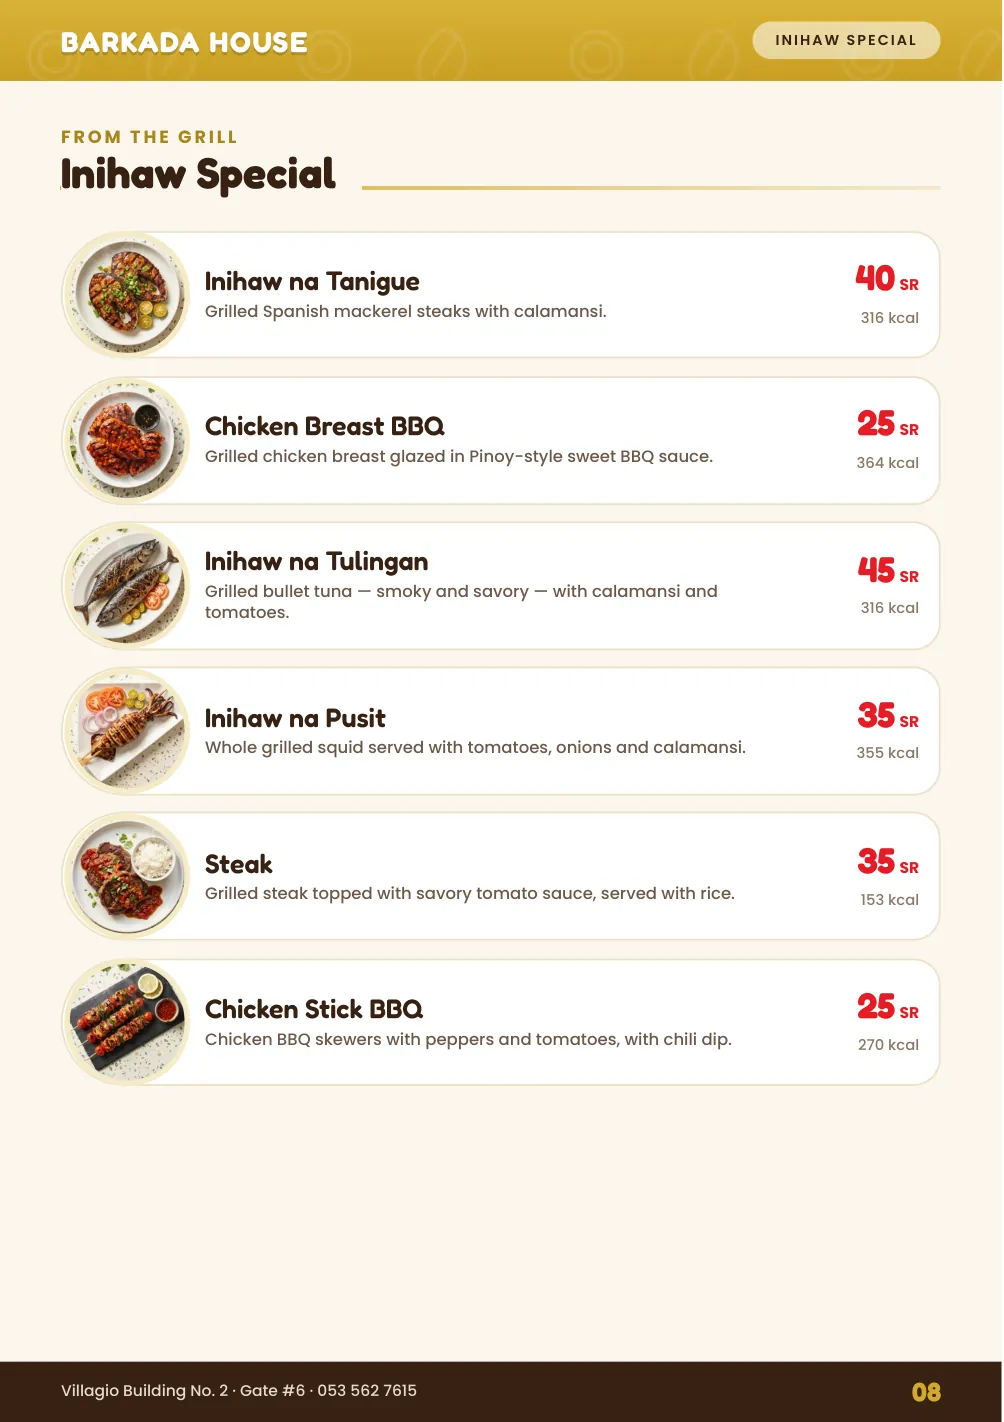 BARKADA HOUSE
INIHAW SPECIAL
FROM THE GRILL
Inihaw Special
Inihaw na Tanigue
Grilled Spanish mackerel steaks with calamansi.
40 SR
316 kcal
Chicken Breast BBQ
Grilled chicken breast glazed in Pinoy-style sweet BBQ sauce.
25 SR
364 kcal
Inihaw na Tulingan
Grilled bullet tuna — smoky and savory — with calamansi and
tomatoes.
45 SR
316 kcal
Inihaw na Pusit
Whole grilled squid served with tomatoes, onions and calamansi.
35 SR
355 kcal
Steak
Grilled steak topped with savory tomato sauce, served with rice.
35 SR
153 kcal
Chicken Stick BBQ
Chicken BBQ skewers with peppers and tomatoes, with chili dip.
25 SR
270 kcal
Villagio Building No. 2 · Gate #6 · 053 562 7615
08